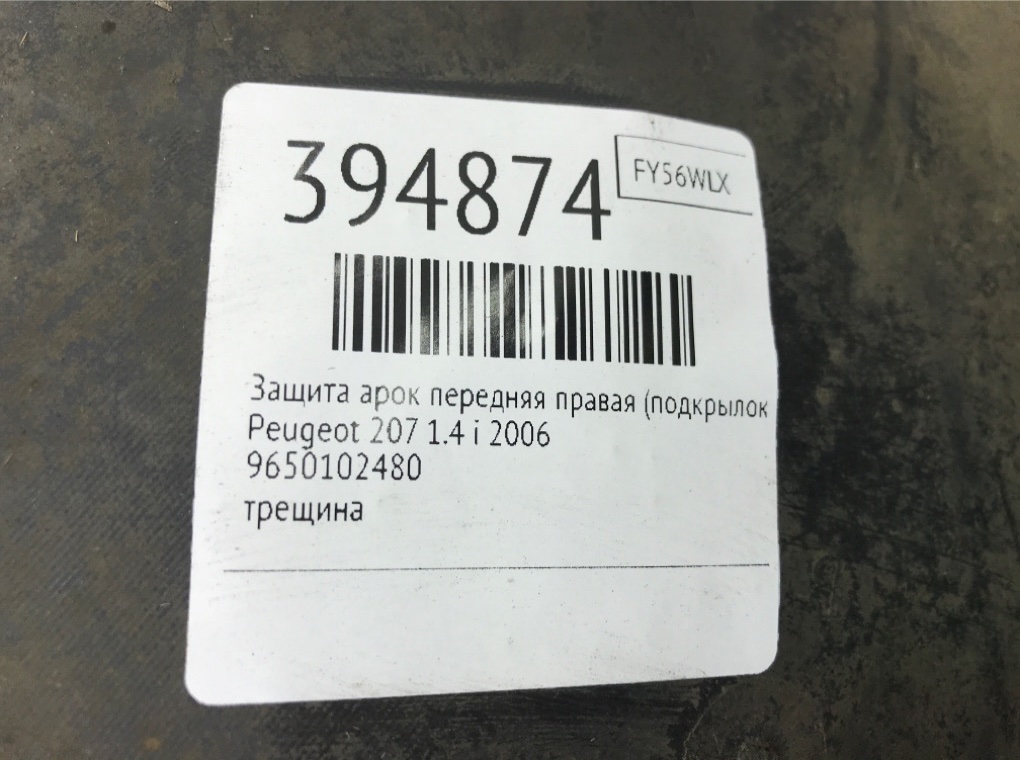 394874
FY56WLX
Защита арок передняя правая (подкрылок
Peugeot 207 1.4 i 2006
9650102480
трещина